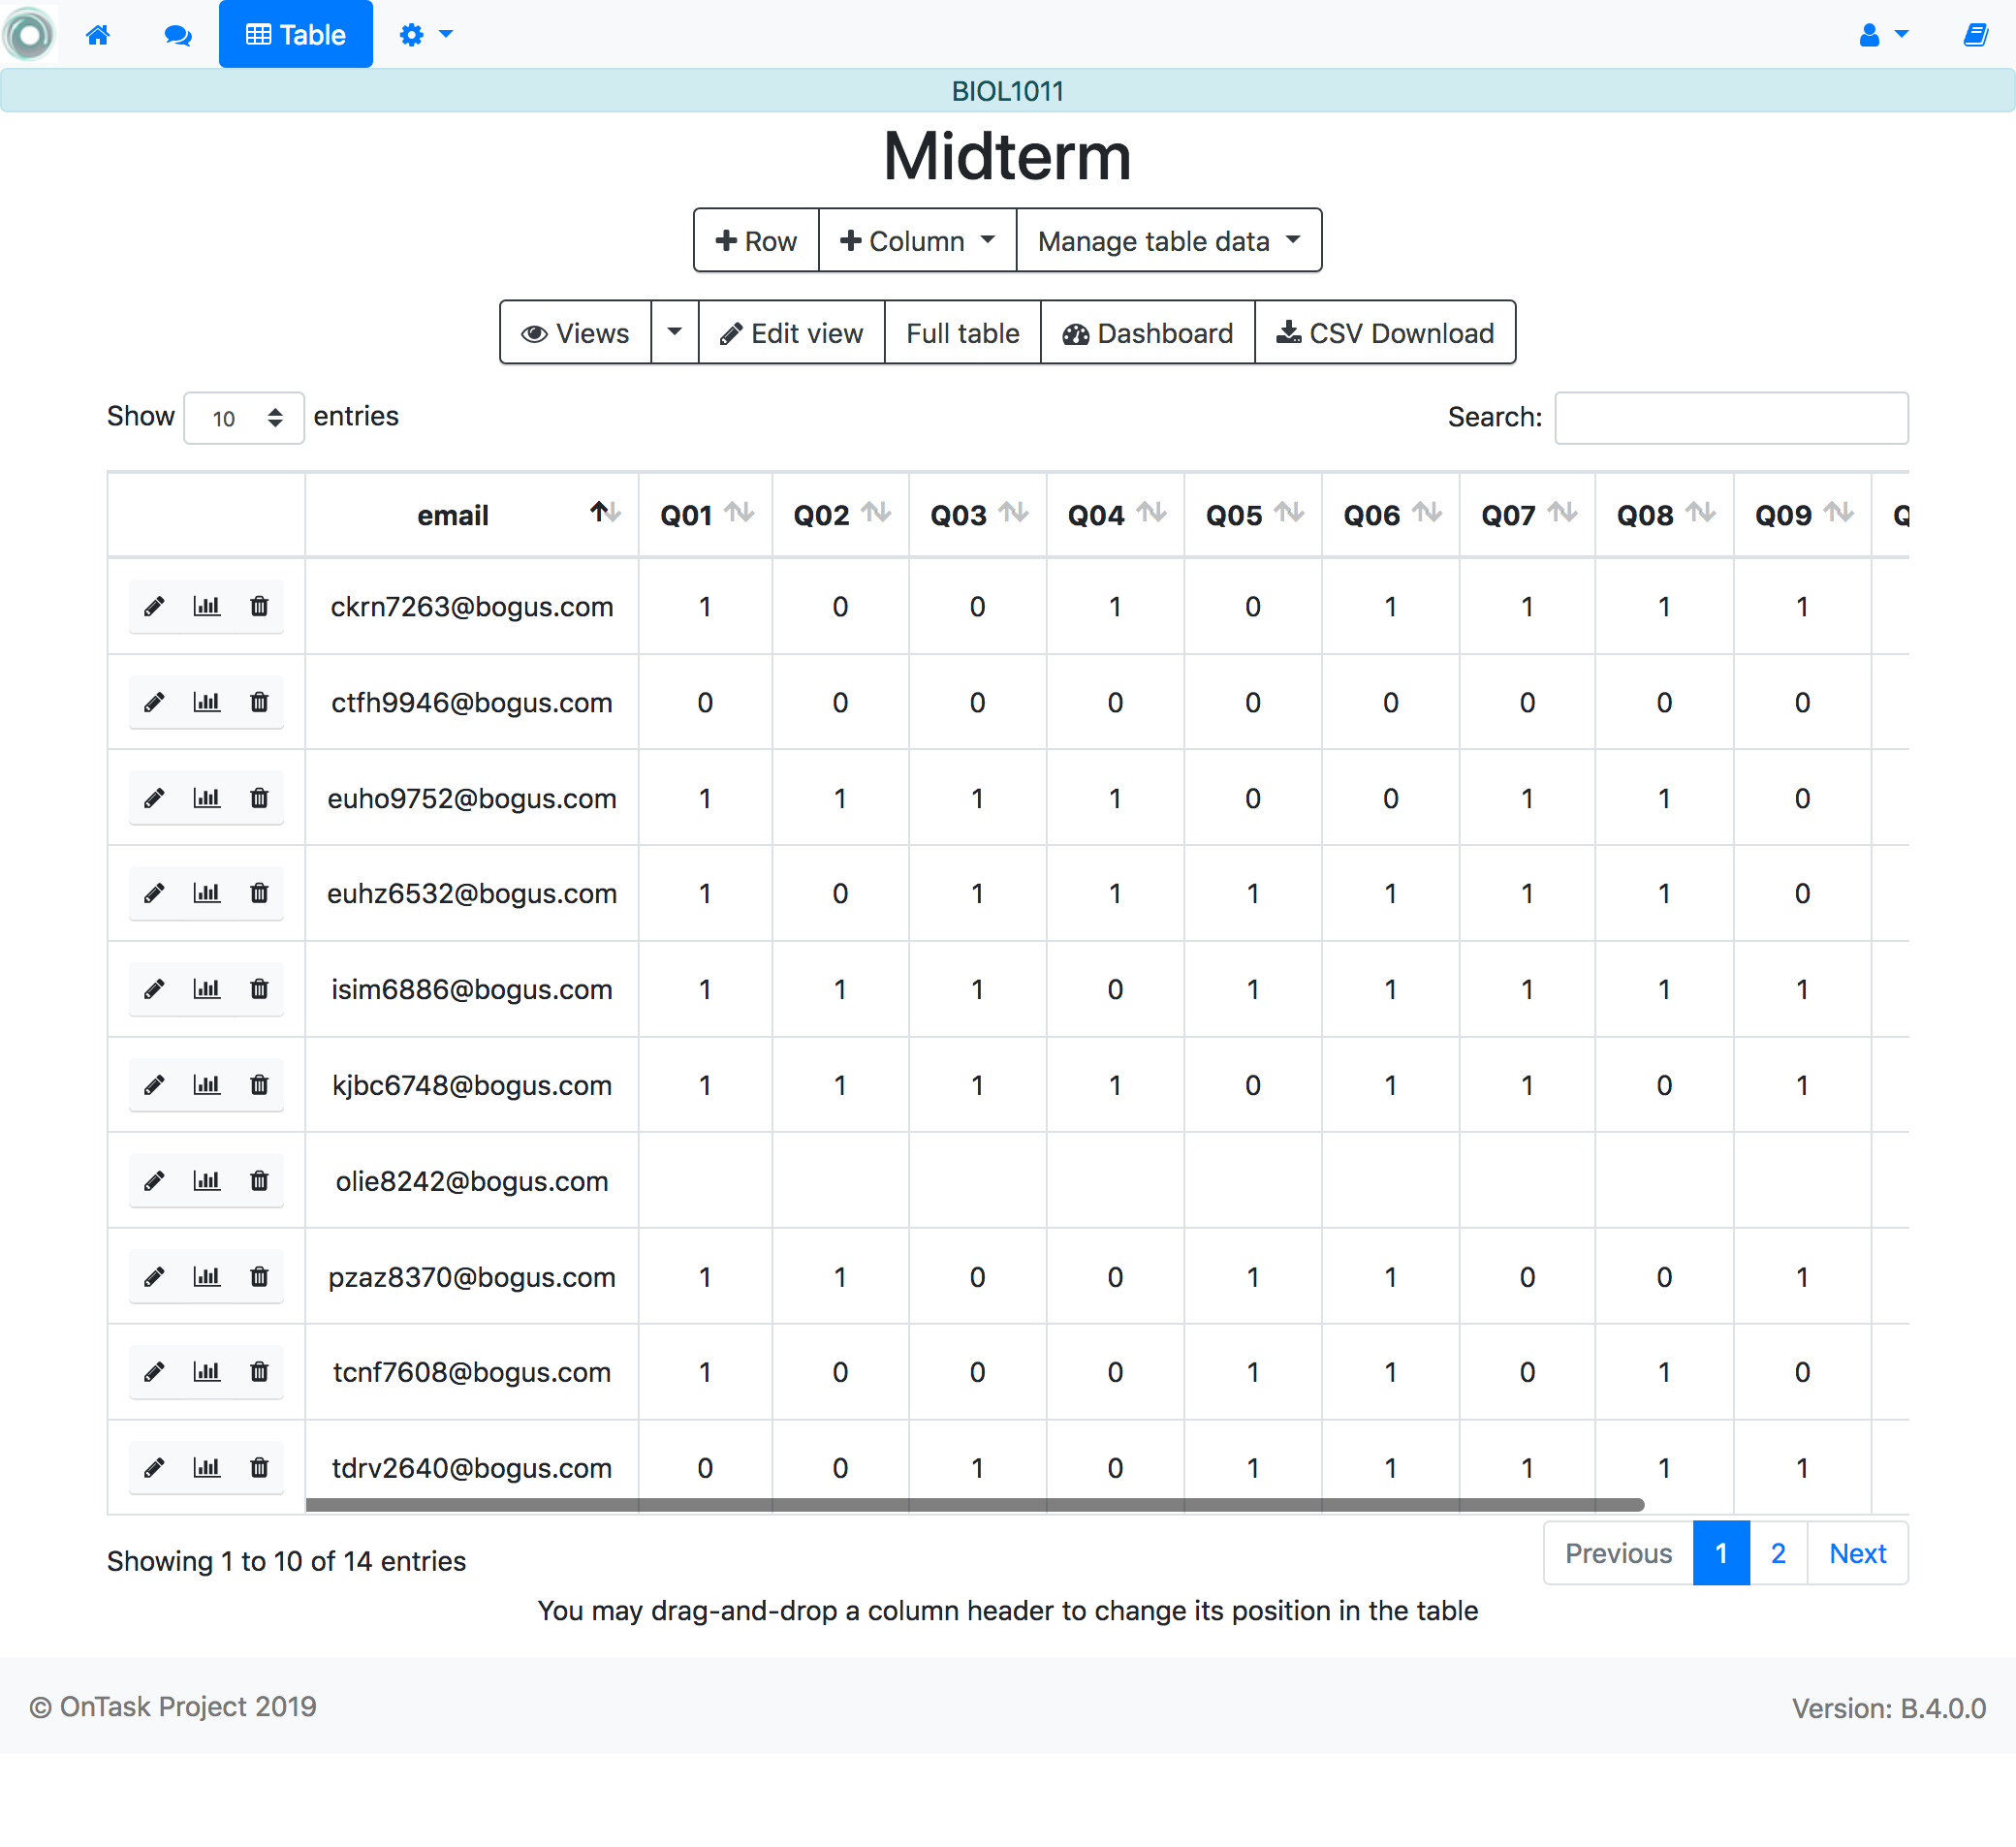 Table
BIOL1011
Midterm
Row Column Manage table data
Views Edit view Full table Dashboard CSV Download
Show 10 entries Search:
email Q01 Q02 Q03 Q04 Q05 Q06 Q07 Q08 Q09 Q
ckrn7263@bogus.com 1 0 0 1 0 1 1 1 1
ctfh9946@bogus.com 0 0 0 0 0 0 0 0 0
euho9752@bogus.com 1 1 1 1 0 0 1 1 0
euhz6532@bogus.com 1 0 1 1 1 1 1 1 0
isim6886@bogus.com 1 1 1 0 1 1 1 1 1
kjbc6748@bogus.com 1 1 1 1 0 1 1 0 1
olie8242@bogus.com
pzaz8370@bogus.com 1 1 0 0 1 1 0 0 1
tcnf7608@bogus.com 1 0 0 0 1 1 0 1 0
tdrv2640@bogus.com 0 0 1 0 1 1 1 1 1
Showing 1 to 10 of 14 entries Previous 1 2 Next
You may drag-and-drop a column header to change its position in the table
© OnTask Project 2019 Version: B.4.0.0